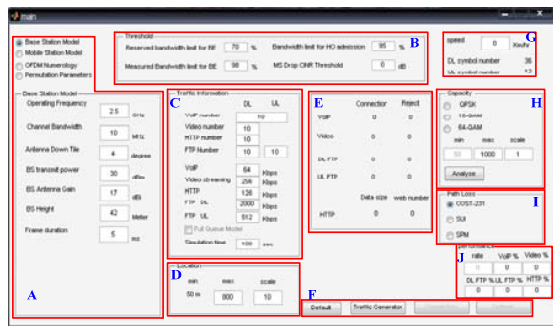 main
Base Station Model
Mobile Station Model
OFDM Numerology
Permutation Parameters
Base Station Model
Operating Frequency
2.5
GHz
Channel Bandwidth
10
MHz
Antenna Down Tile
4
degree
BS transmit power
30
dBm
BS Antenna Gain
17
dBi
BS Height
42
Meter
Frame duration
5
ms
A
Threshold
Reserved bandwidth limit for BE 70 %
Bandwidth limit for HO admission 95 %
Measured Bandwidth limit for BE 98 %
MS Drop CINR Threshold 0 dB
B
Traffic Information
C
DL UL
VoIP number 10
Video number 10
HTTP number 10
FTP Number 10 10
VoIP 64 Kbps
Video streaming 256 Kbps
HTTP 128 Kbps
FTP DL 2000 Kbps
FTP UL 512 Kbps
Full Queue Model
Simulation time 100 sec
Location
D
min max scale
50 m 800 10
E
Connection Reject
VoIP 0 0
Video 0 0
DL FTP 0 0
UL FTP 0 0
Data size web number
HTTP 0 0
F
Default
Traffic Generator
speed 0 Km/hr
G
DL symbol number 36
UL symbol number
Capacity
H
QPSK
16-QAM
64-QAM
min max scale
50 1000 1
Analyse
Path Loss
I
COST-231
SUI
SPM
performance
J
rate VoIP % Video %
0 0 0
DL FTP % UL FTP % HTTP %
0 0 0